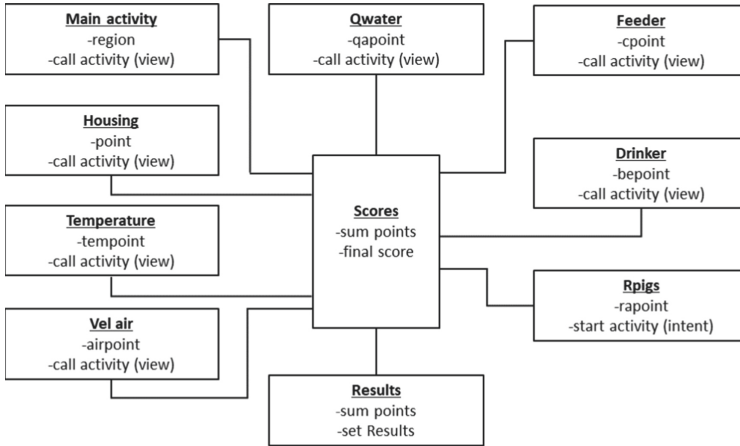 Main activity
-region
-call activity (view)
Qwater
-qapoint
-call activity (view)
Feeder
-cpoint
-call activity (view)
Housing
-point
-call activity (view)
Drinker
-bepoint
-call activity (view)
Temperature
-tempoint
-call activity (view)
Scores
-sum points
-final score
Rpigs
-rapoint
-start activity (intent)
Vel air
-airpoint
-call activity (view)
Results
-sum points
-set Results